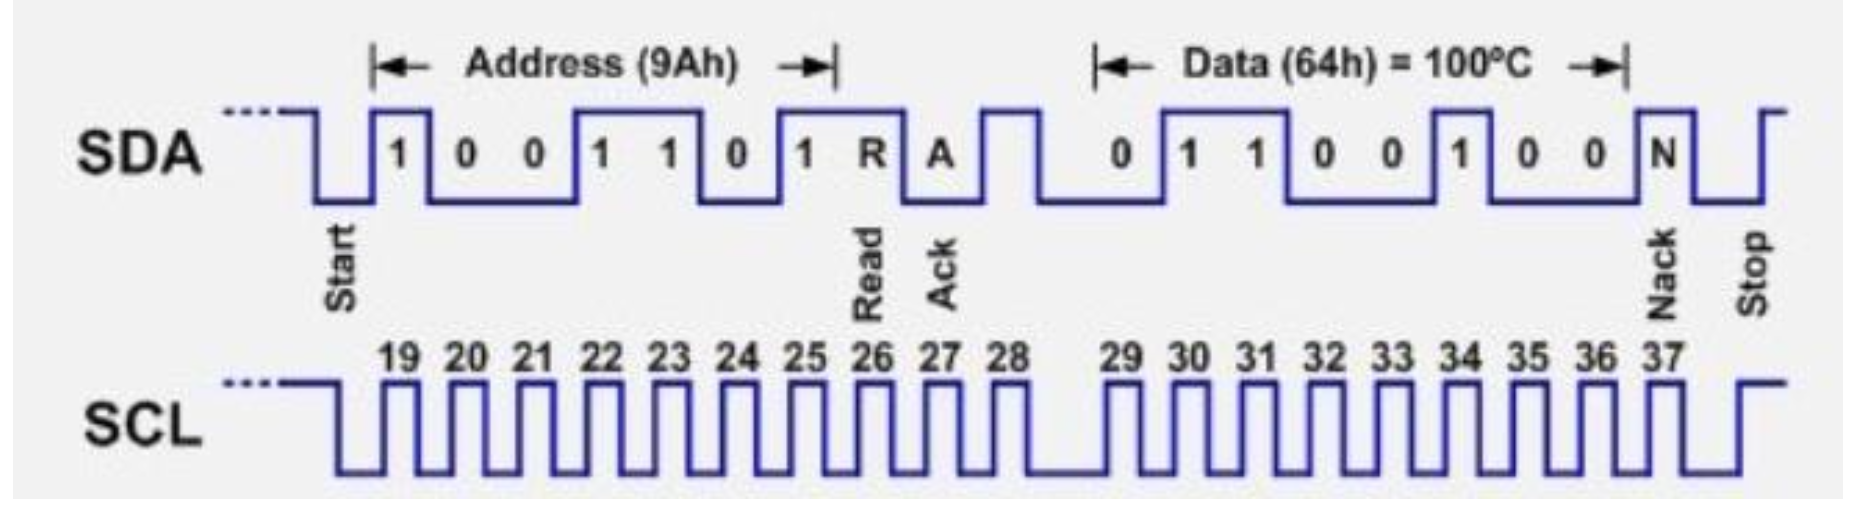 Address (9Ah) Data (64h) = 100ºC
SDA 1 0 0 1 1 0 1 R A 0 1 1 0 0 1 0 0 N
Start Read Ack Nack Stop
19 20 21 22 23 24 25 26 27 28 29 30 31 32 33 34 35 36 37
SCL